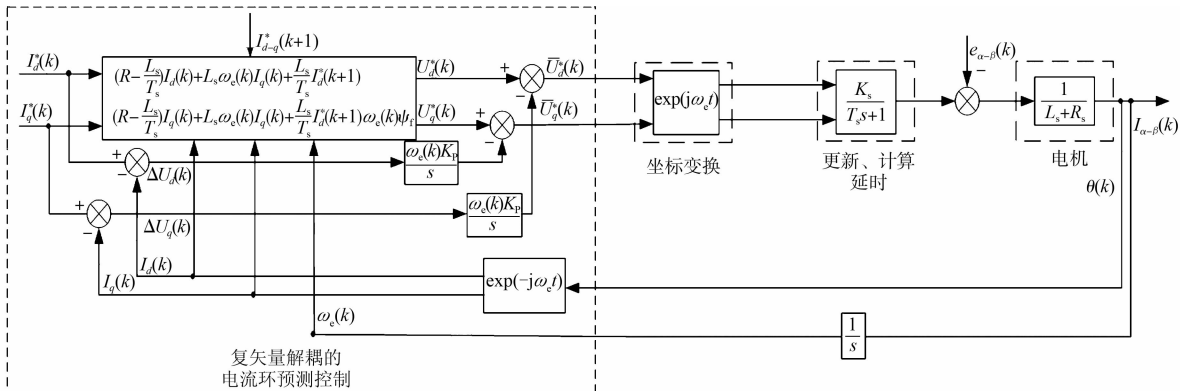 I*d-q(k+1)
I*d(k)
(R−Ls/Ts)Id(k)+Lsωe(k)Iq(k)+Ls/Ts I*d(k+1)
U*d(k)
+
−
Ū*d(k)
I*q(k)
(R−Ls/Ts)Iq(k)+Lsωe(k)Iq(k)+Ls/Ts I*d(k+1)ωe(k)ψf
U*q(k)
+
−
Ū*q(k)
exp(jωet)
坐标变换
Ks/Tss+1
更新、计算
延时
eα−β(k)
−
1/Ls+Rs
电机
Iα−β(k)
θ(k)
+
−
ΔUd(k)
ωe(k)KP/s
+
−
ΔUq(k)
ωe(k)KP/s
Id(k)
Iq(k)
exp(−jωet)
ωe(k)
1/s
复矢量解耦的
电流环预测控制